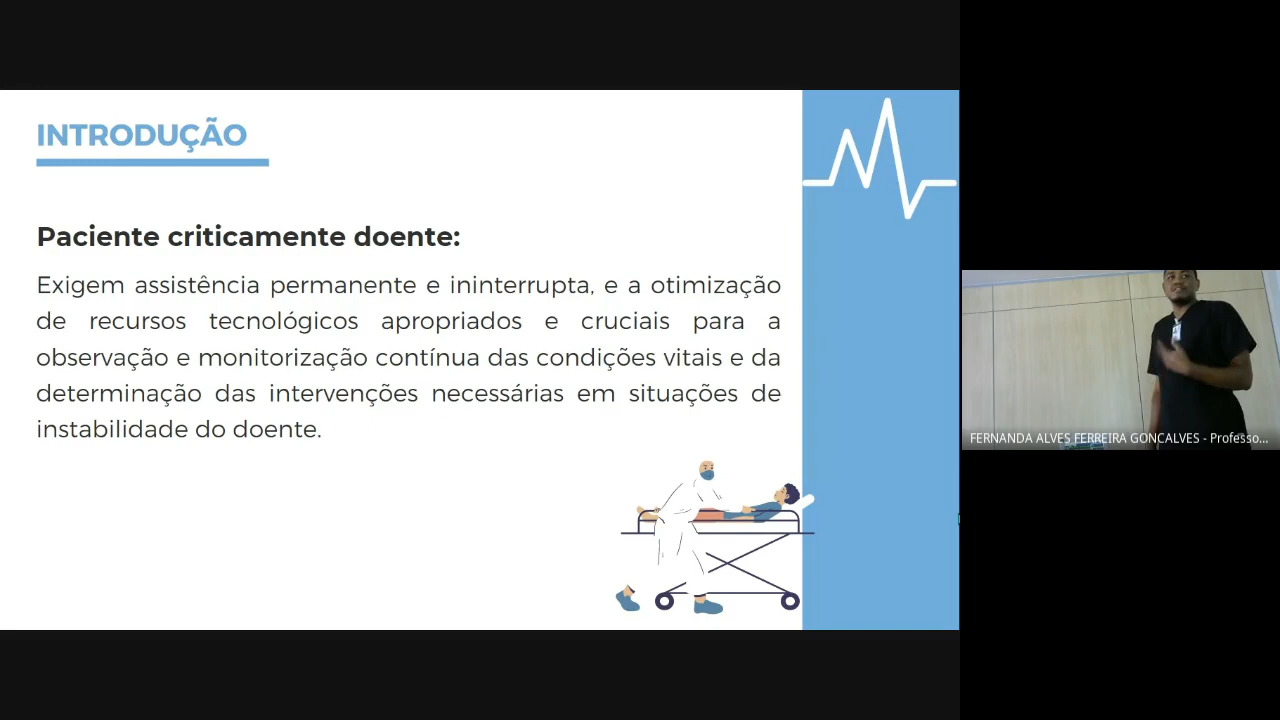 INTRODUÇÃO
Paciente criticamente doente:
Exigem assistência permanente e ininterrupta, e a otimização
de recursos tecnológicos apropriados e cruciais para a
observação e monitorização contínua das condições vitais e da
determinação das intervenções necessárias em situações de
instabilidade do doente.
FERNANDA ALVES FERREIRA GONCALVES - Professo...